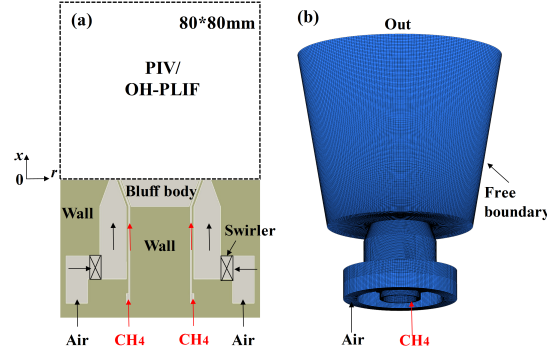 (a)
80*80mm
PIV/
OH-PLIF
x
0
r
Bluff body
Wall
Wall
Swirler
Air
CH4
CH4
Air
(b)
Out
Free
boundary
Air
CH4